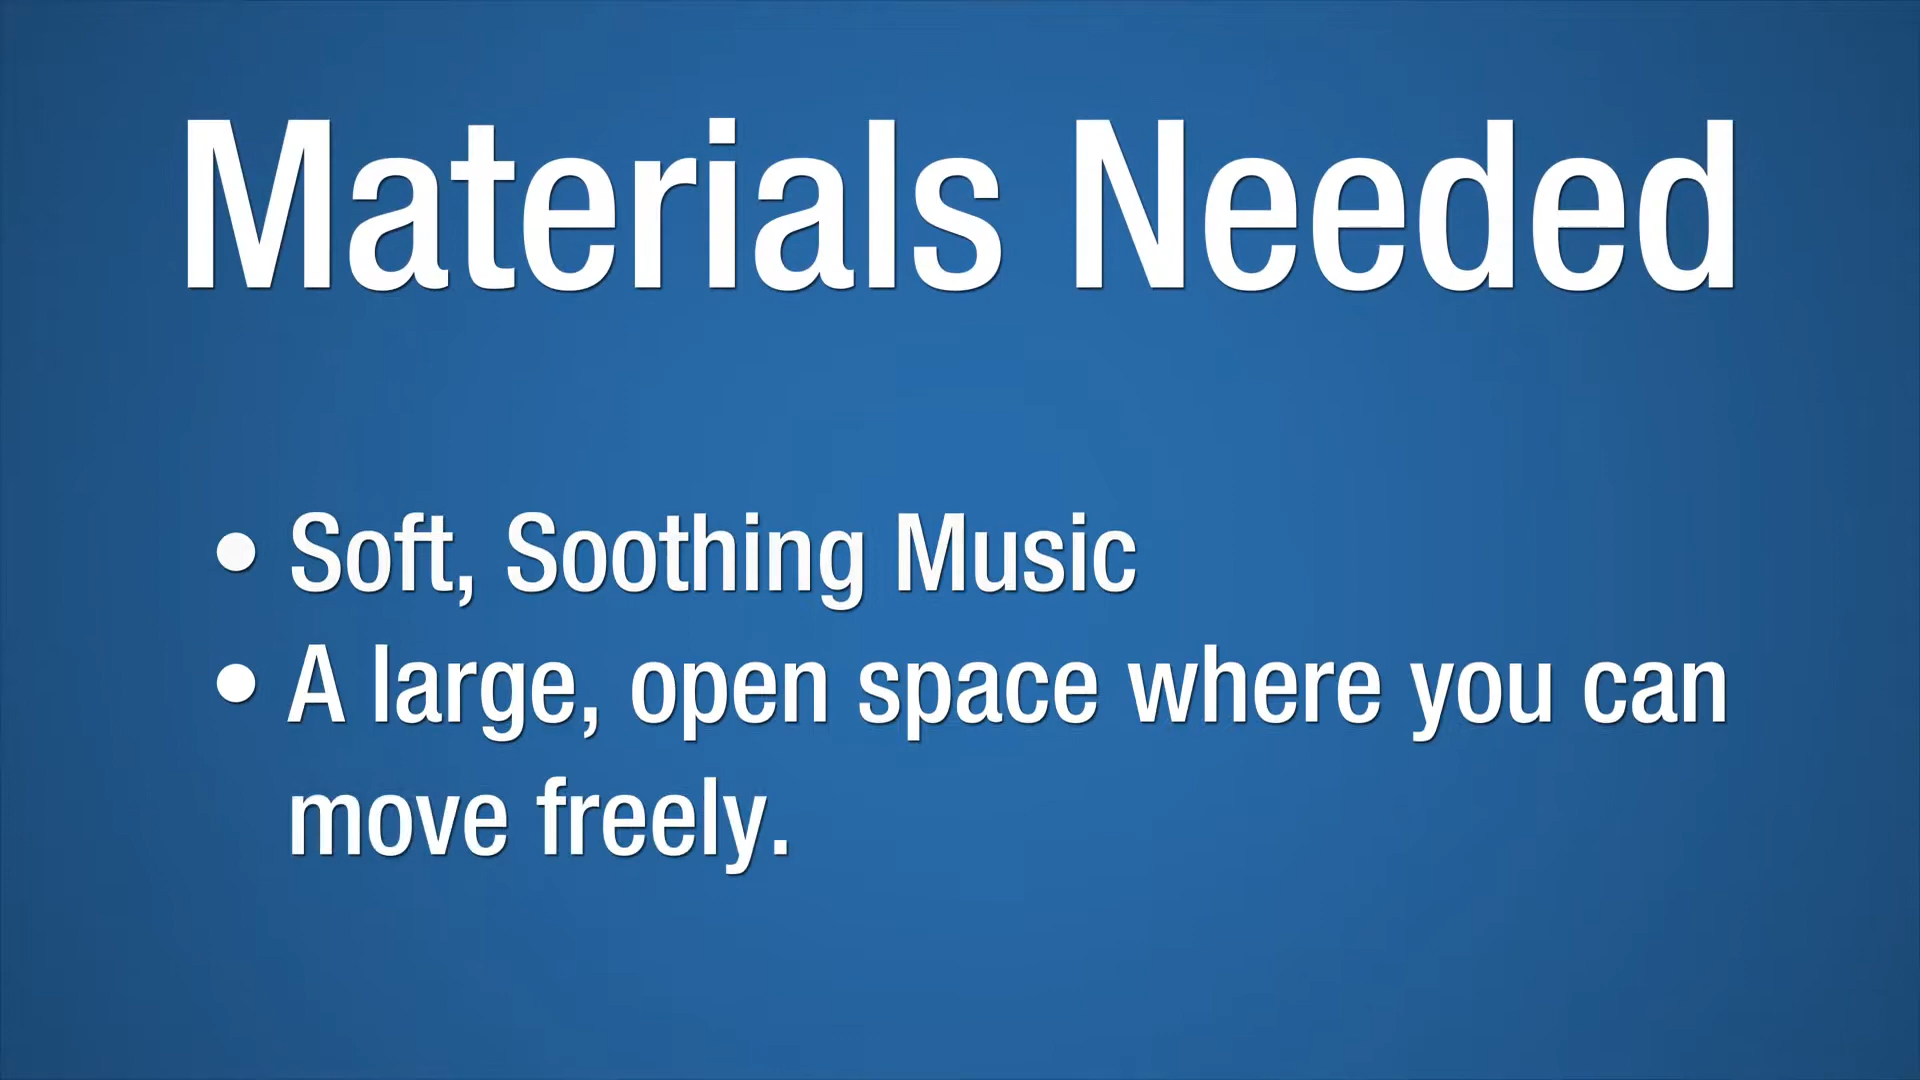 Materials Needed
• Soft, Soothing Music
• A large, open space where you can
move freely.